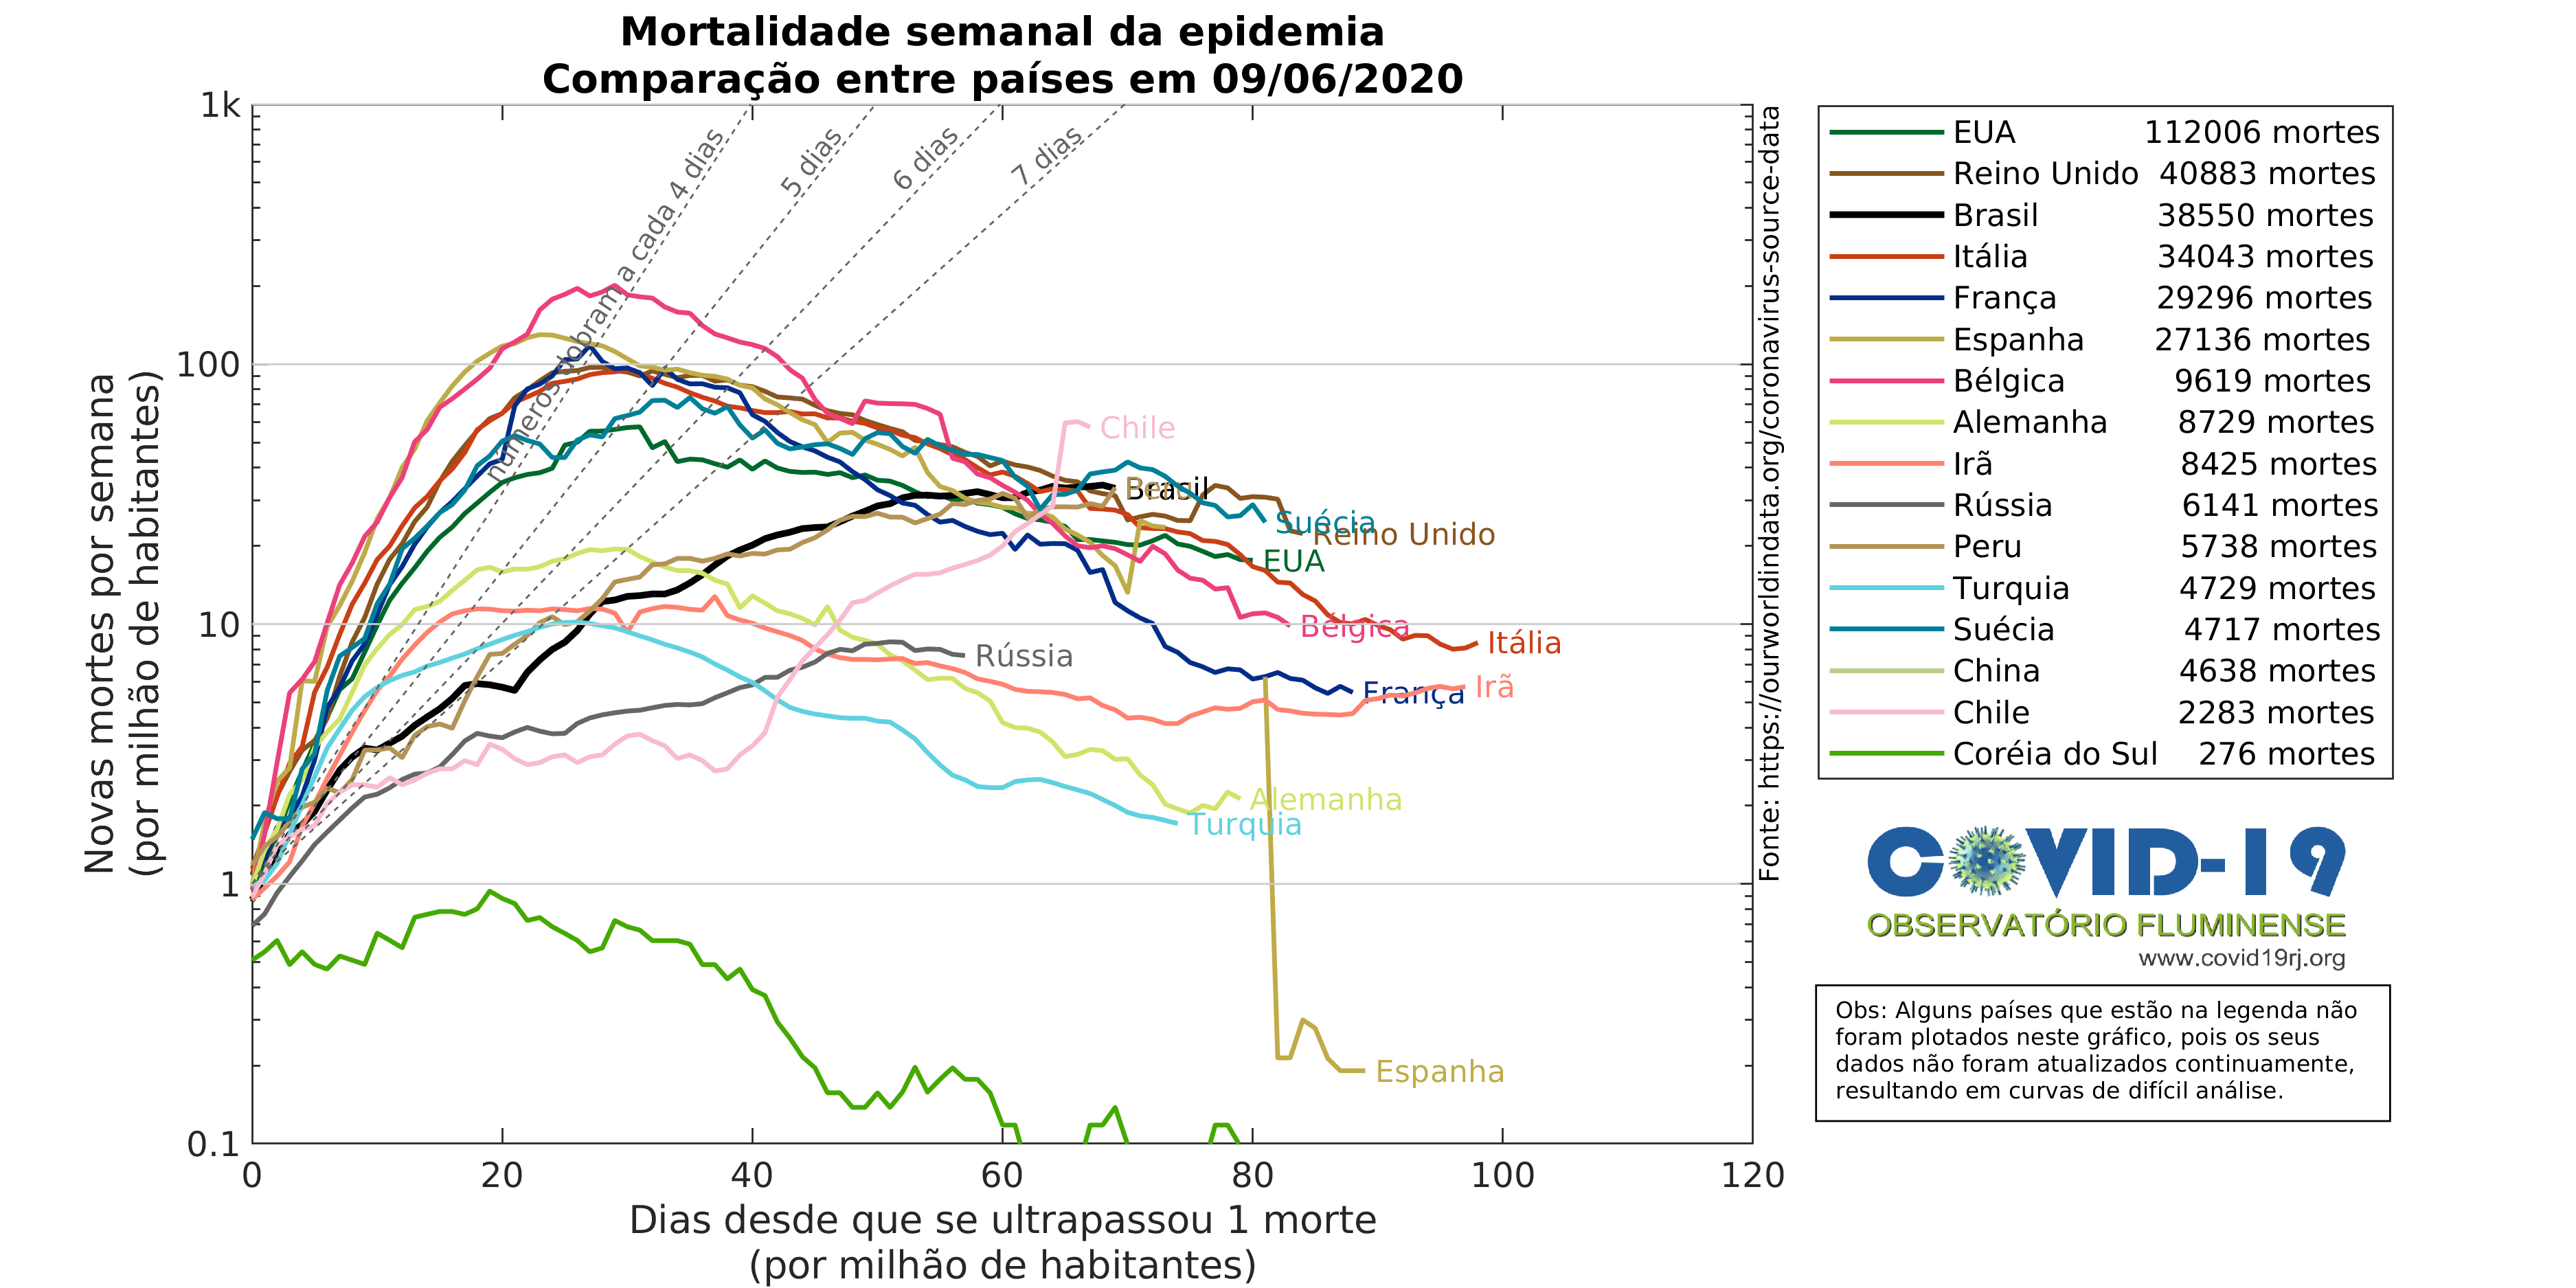 Mortalidade semanal da epidemia
Comparação entre países em 09/06/2020
Novas mortes por semana
(por milhão de habitantes)
1k
100
10
1
0.1
0
20
40
60
80
100
120
Dias desde que se ultrapassou 1 morte
(por milhão de habitantes)
números dobram a cada 4 dias
5 dias
6 dias
7 dias
Chile
Brasil
Peru
Suécia
Reino Unido
EUA
Bélgica
Itália
Rússia
França
Irã
Alemanha
Turquia
Espanha
Fonte: https://ourworldindata.org/coronavirus-source-data
EUA 112006 mortes
Reino Unido 40883 mortes
Brasil 38550 mortes
Itália 34043 mortes
França 29296 mortes
Espanha 27136 mortes
Bélgica 9619 mortes
Alemanha 8729 mortes
Irã 8425 mortes
Rússia 6141 mortes
Peru 5738 mortes
Turquia 4729 mortes
Suécia 4717 mortes
China 4638 mortes
Chile 2283 mortes
Coréia do Sul 276 mortes
COVID-19
OBSERVATÓRIO FLUMINENSE
www.covid19rj.org
Obs: Alguns países que estão na legenda não
foram plotados neste gráfico, pois os seus
dados não foram atualizados continuamente,
resultando em curvas de difícil análise.